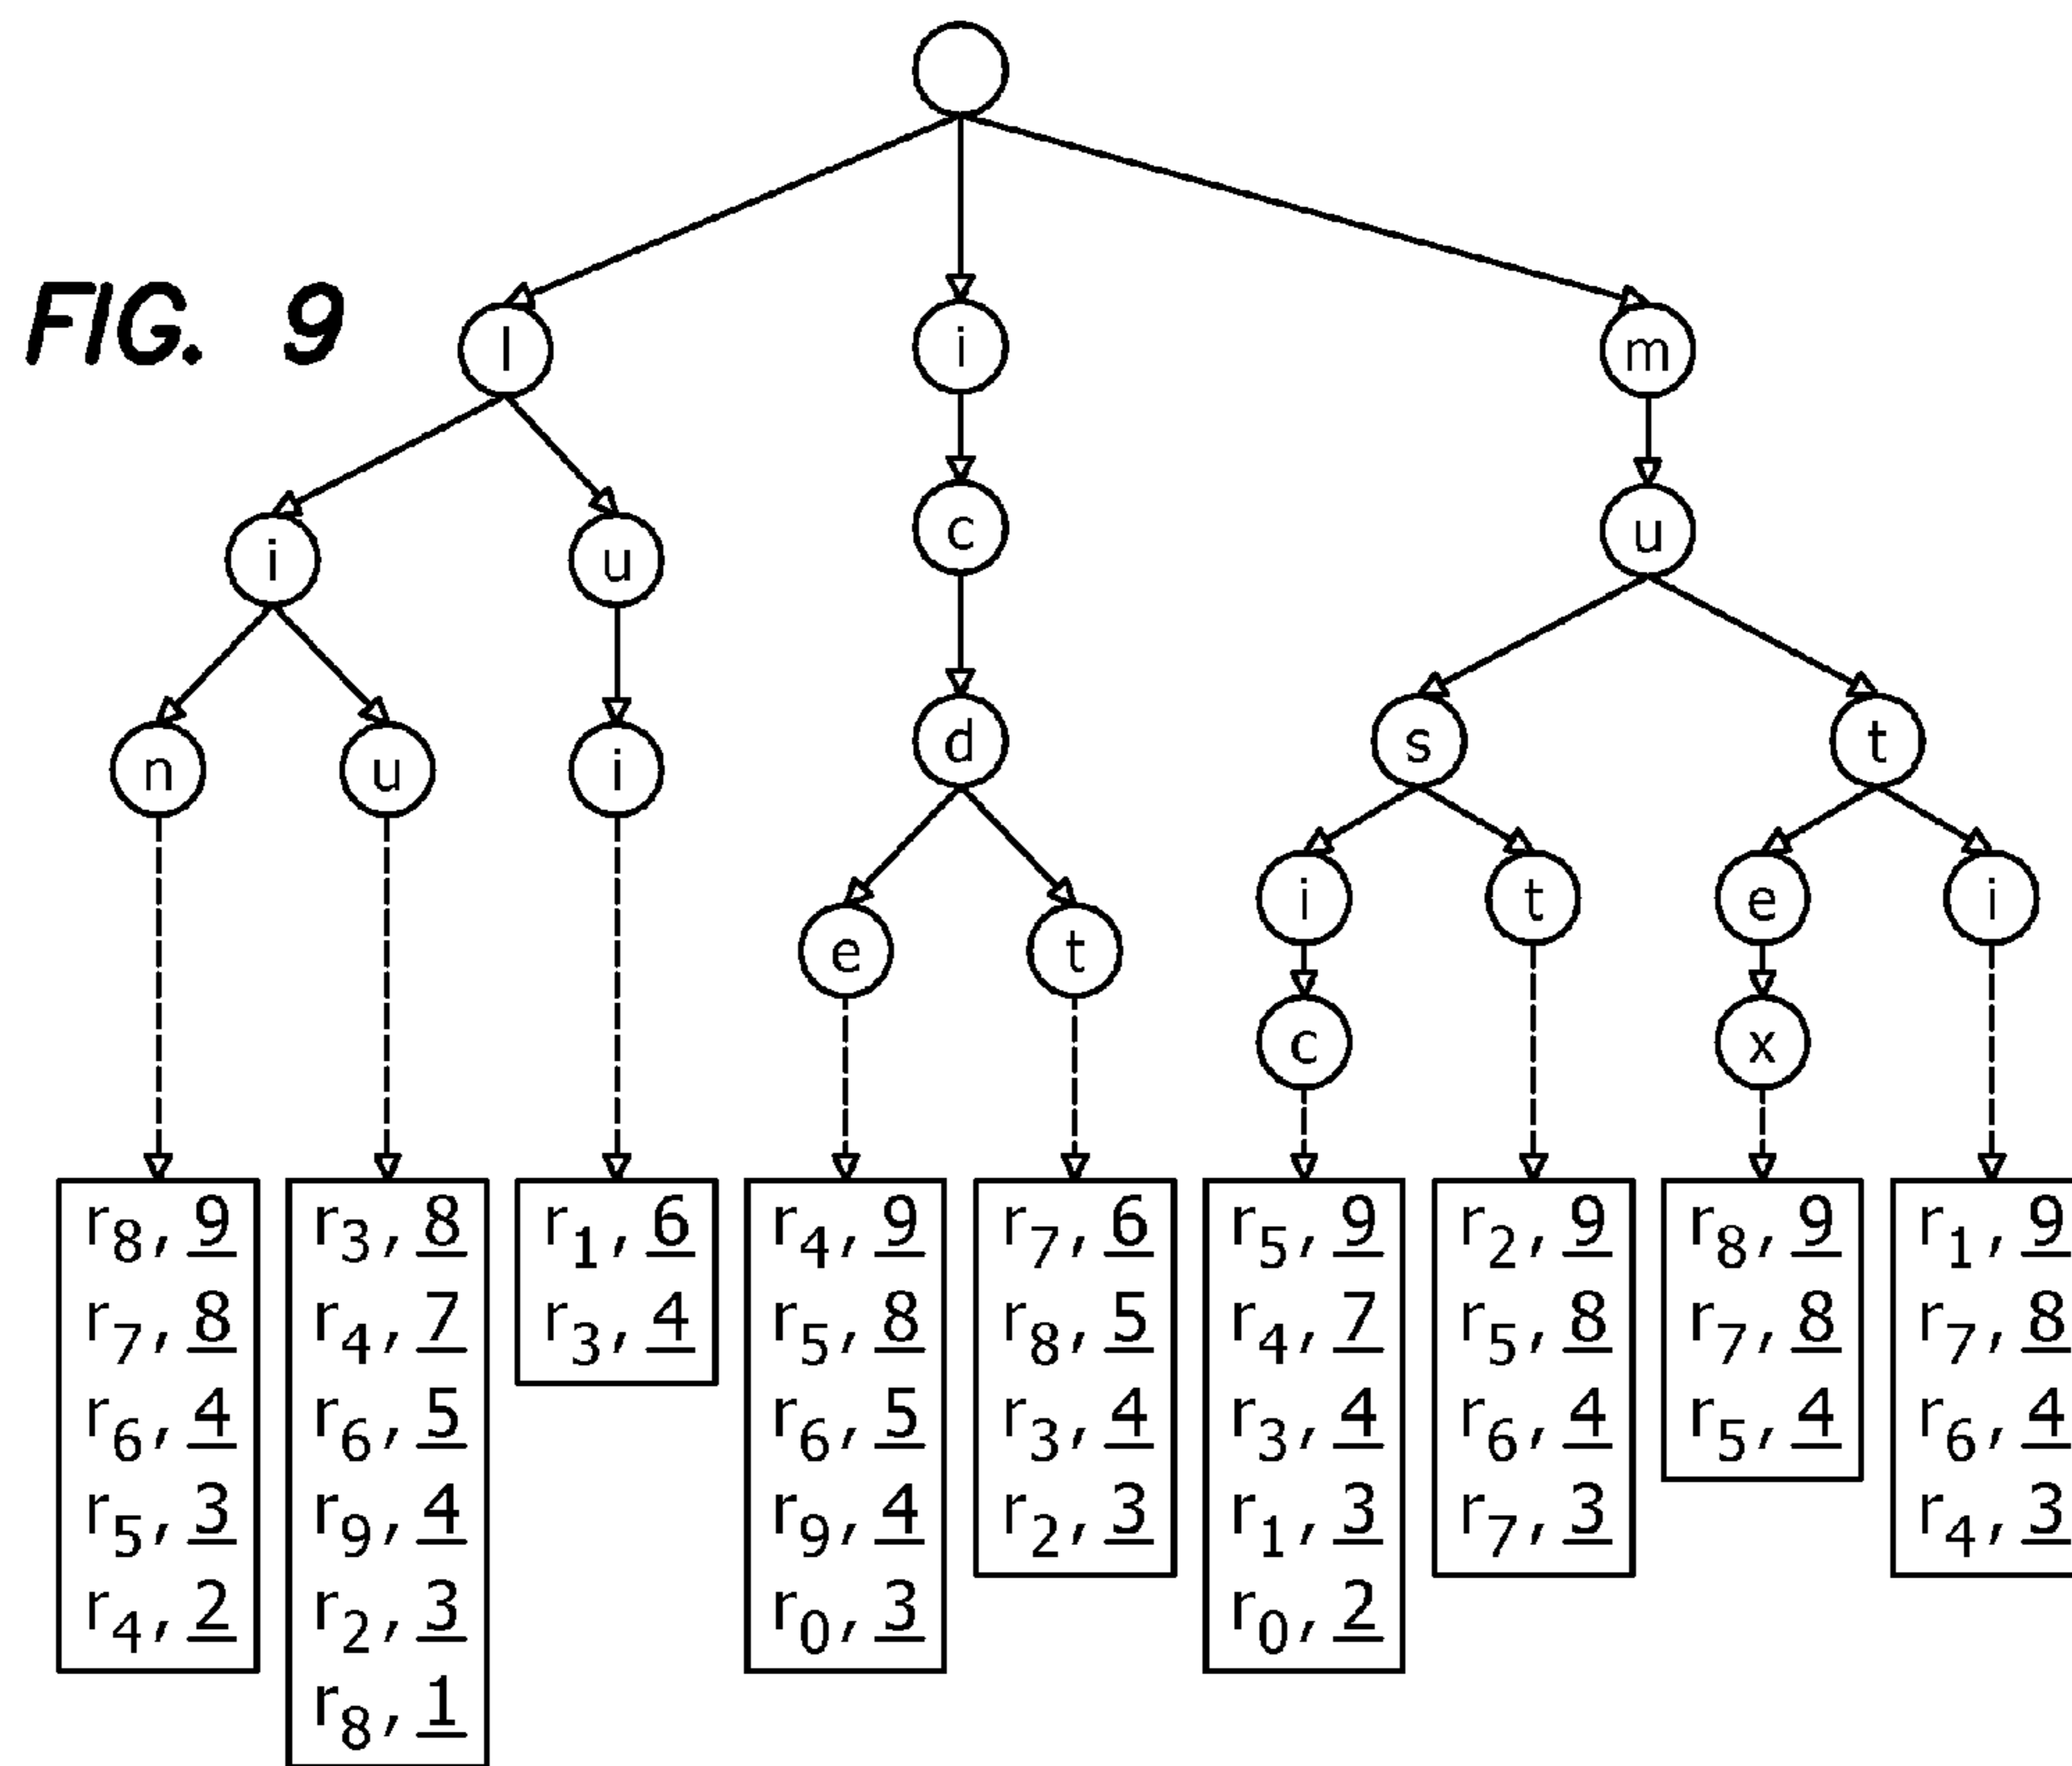 FIG. 9
l
i
m
i
u
c
u
n
u
i
d
s
t
e
t
i
t
e
i
c
x
r8, 9
r7, 8
r6, 4
r5, 3
r4, 2
r3, 8
r4, 7
r6, 5
r9, 4
r2, 3
r8, 1
r1, 6
r3, 4
r4, 9
r5, 8
r6, 5
r9, 4
r0, 3
r7, 6
r8, 5
r3, 4
r2, 3
r5, 9
r4, 7
r3, 4
r1, 3
r0, 2
r2, 9
r5, 8
r6, 4
r7, 3
r8, 9
r7, 8
r5, 4
r1, 9
r7, 8
r6, 4
r4, 3